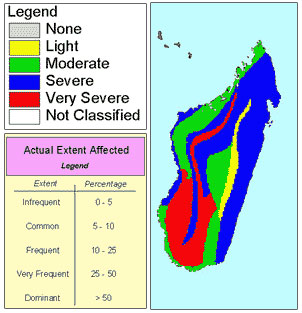 Legend
None
Light
Moderate
Severe
Very Severe
Not Classified
Actual Extent Affected
Legend
Extent Percentage
Infrequent 0 - 5
Common 5 - 10
Frequent 10 - 25
Very Frequent 25 - 50
Dominant > 50